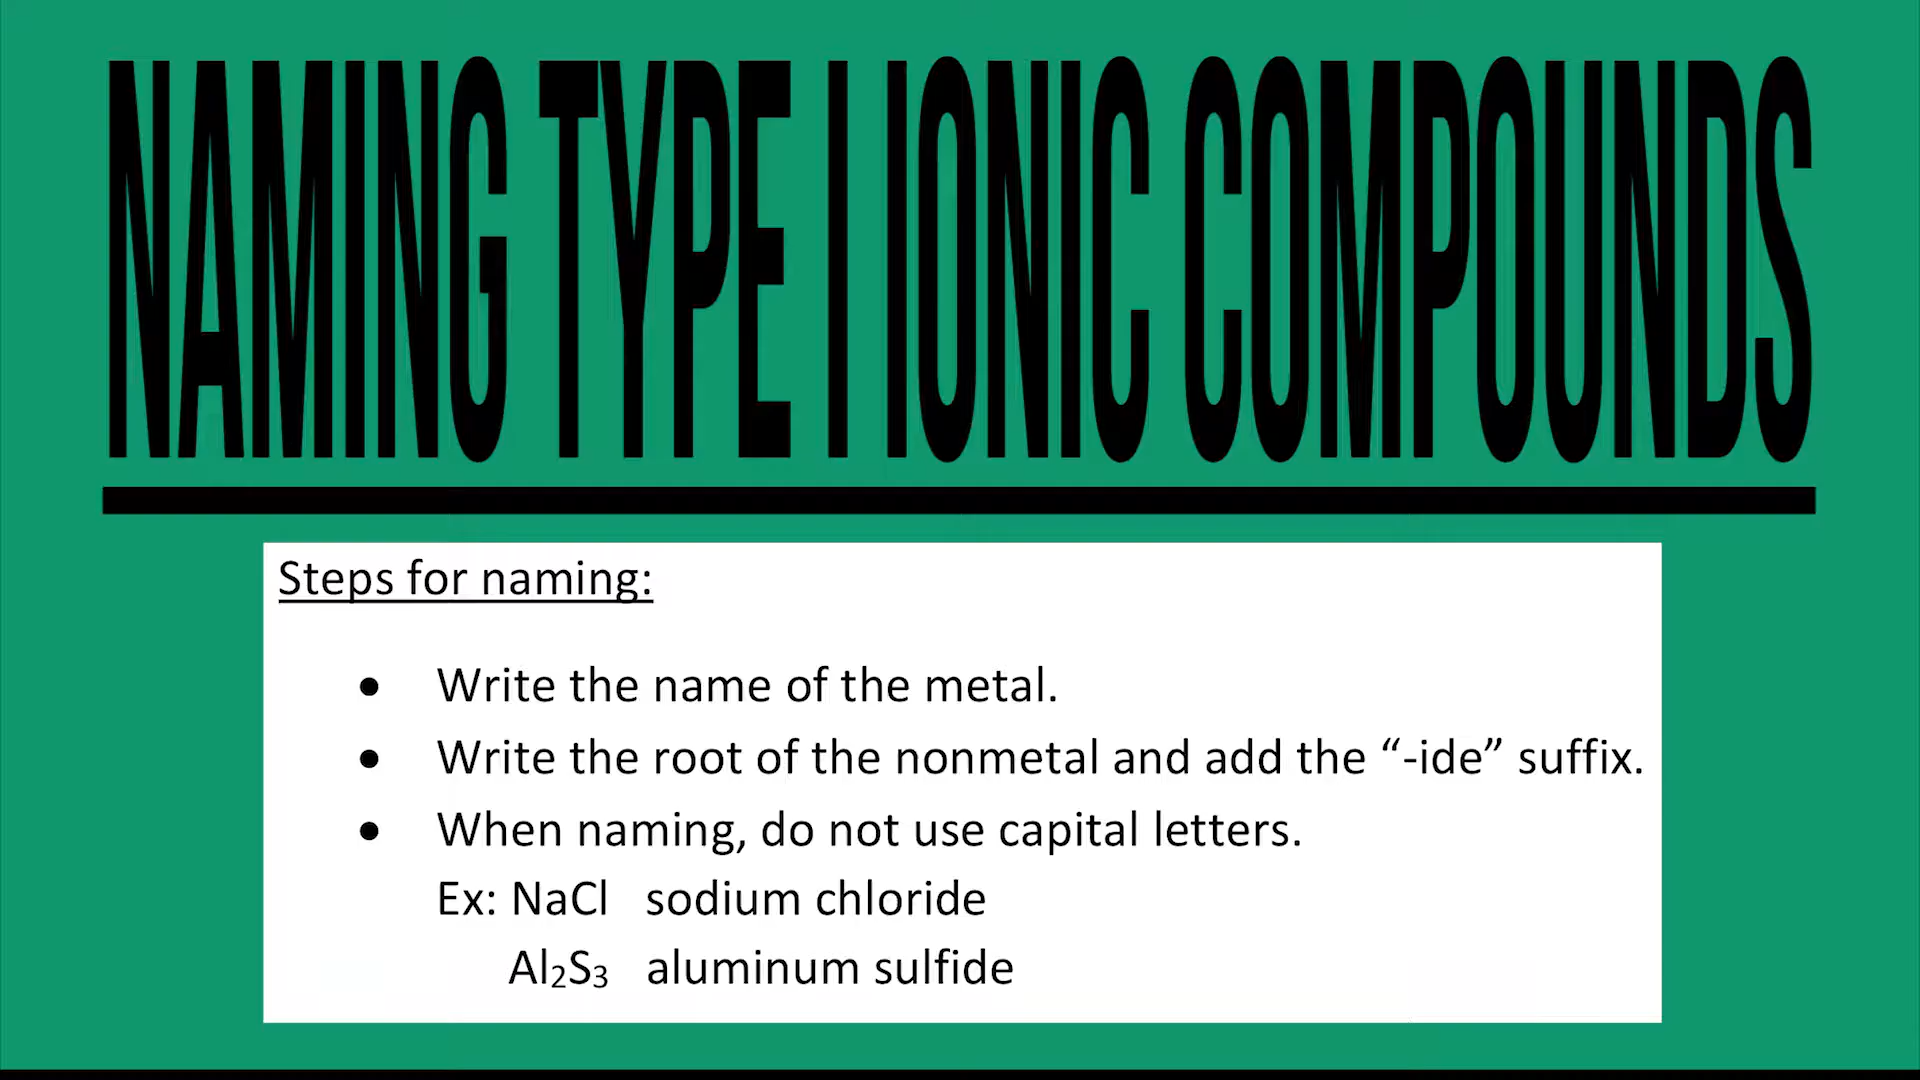 NAMING TYPE I IONIC COMPOUNDS
Steps for naming:
• Write the name of the metal.
• Write the root of the nonmetal and add the “-ide” suffix.
• When naming, do not use capital letters.
Ex: NaCl sodium chloride
Al₂S₃ aluminum sulfide